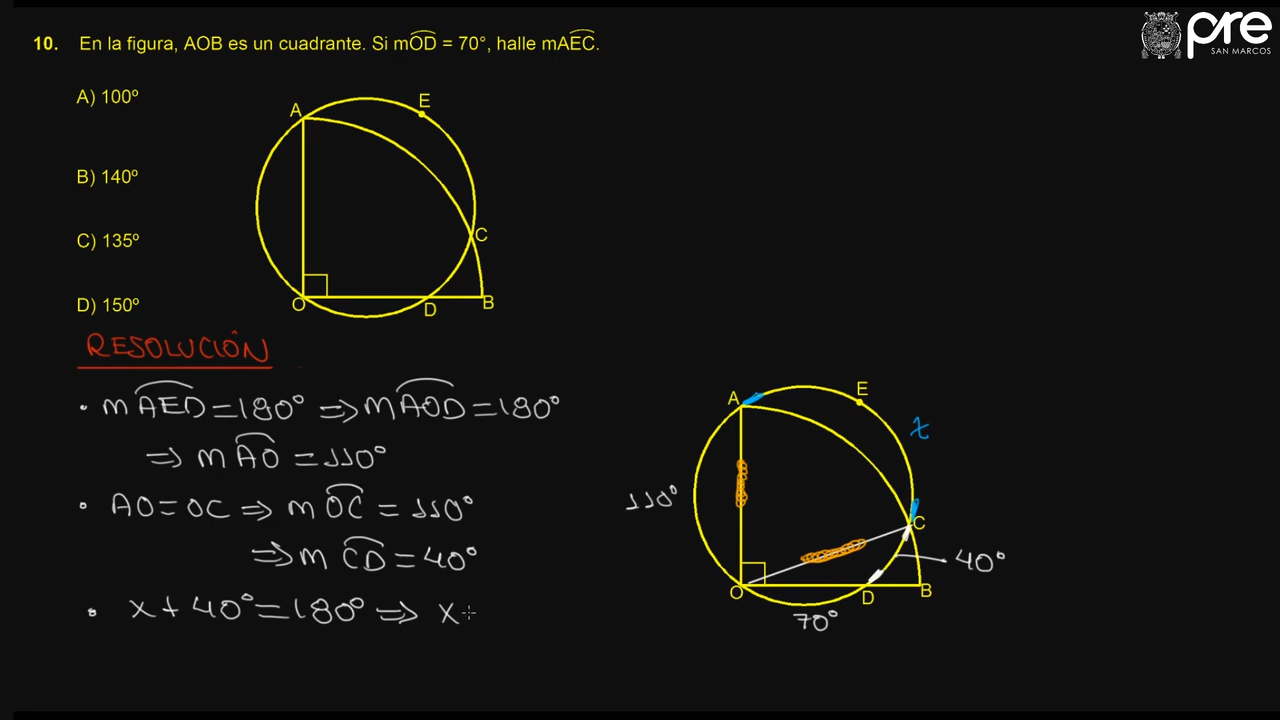 pre
SAN MARCOS
10. En la figura, AOB es un cuadrante. Si mOD = 70°, halle mAEC.
A) 100º
B) 140º
C) 135º
D) 150º
A
E
C
O
D
B
RESOLUCIÓN
• mAED = 180° ⇒ mAOD = 180°
⇒ mAO = 110°
• AO = OC ⇒ mOC = 110°
⇒ mCD = 40°
• x + 40° = 180° ⇒ x
A
E
x
110°
C
40°
O
D
B
70°